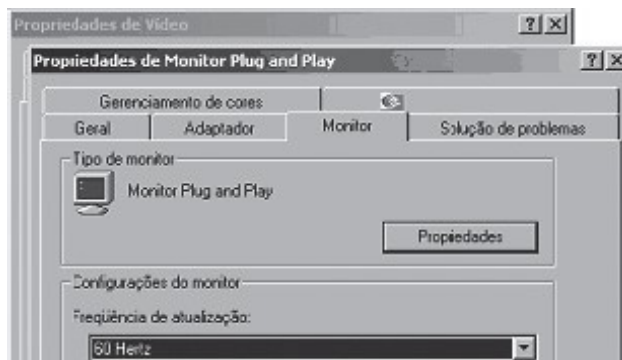 Propriedades de Vídeo
Propriedades de Monitor Plug and Play
Gerenciamento de cores
Geral Adaptador Monitor Solução de problemas
Tipo de monitor
Monitor Plug and Play
Propriedades
Configurações do monitor
Freqüência de atualização:
60 Hertz